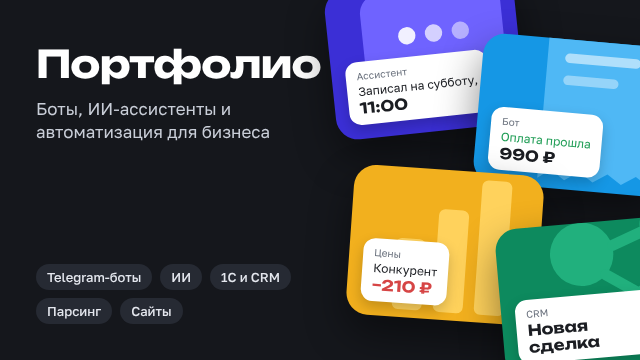 Портфолио
Боты, ИИ-ассистенты и
автоматизация для бизнеса
Telegram-боты
ИИ
1С и CRM
Парсинг
Сайты
Ассистент
Записал на субботу,
11:00
Бот
Оплата прошла
990 ₽
Цены
Конкурент
−210 ₽
CRM
Новая
сделка